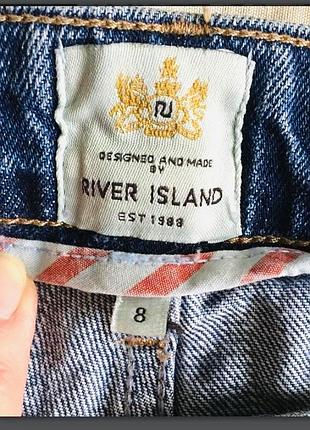 RI
DESIGNED AND MADE
BY
RIVER ISLAND
EST 1988
8